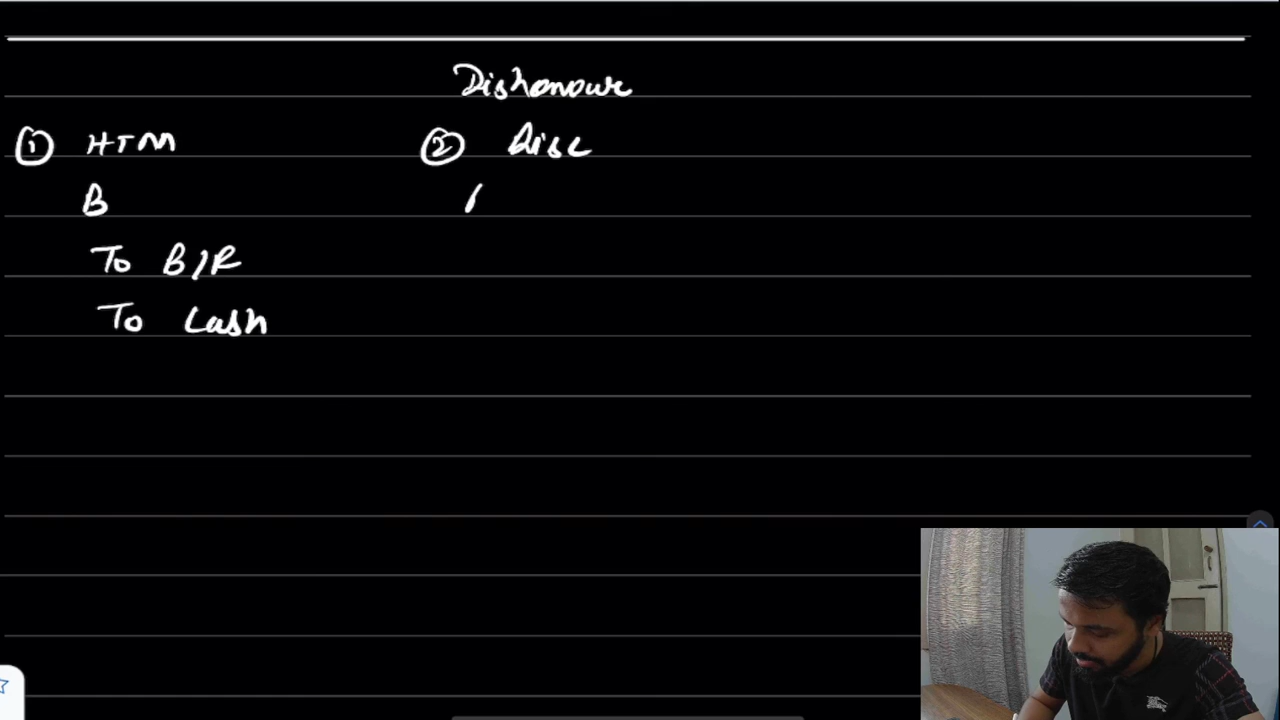 Dishonour
① HTM ② Disc
B
To B/R
To Cash